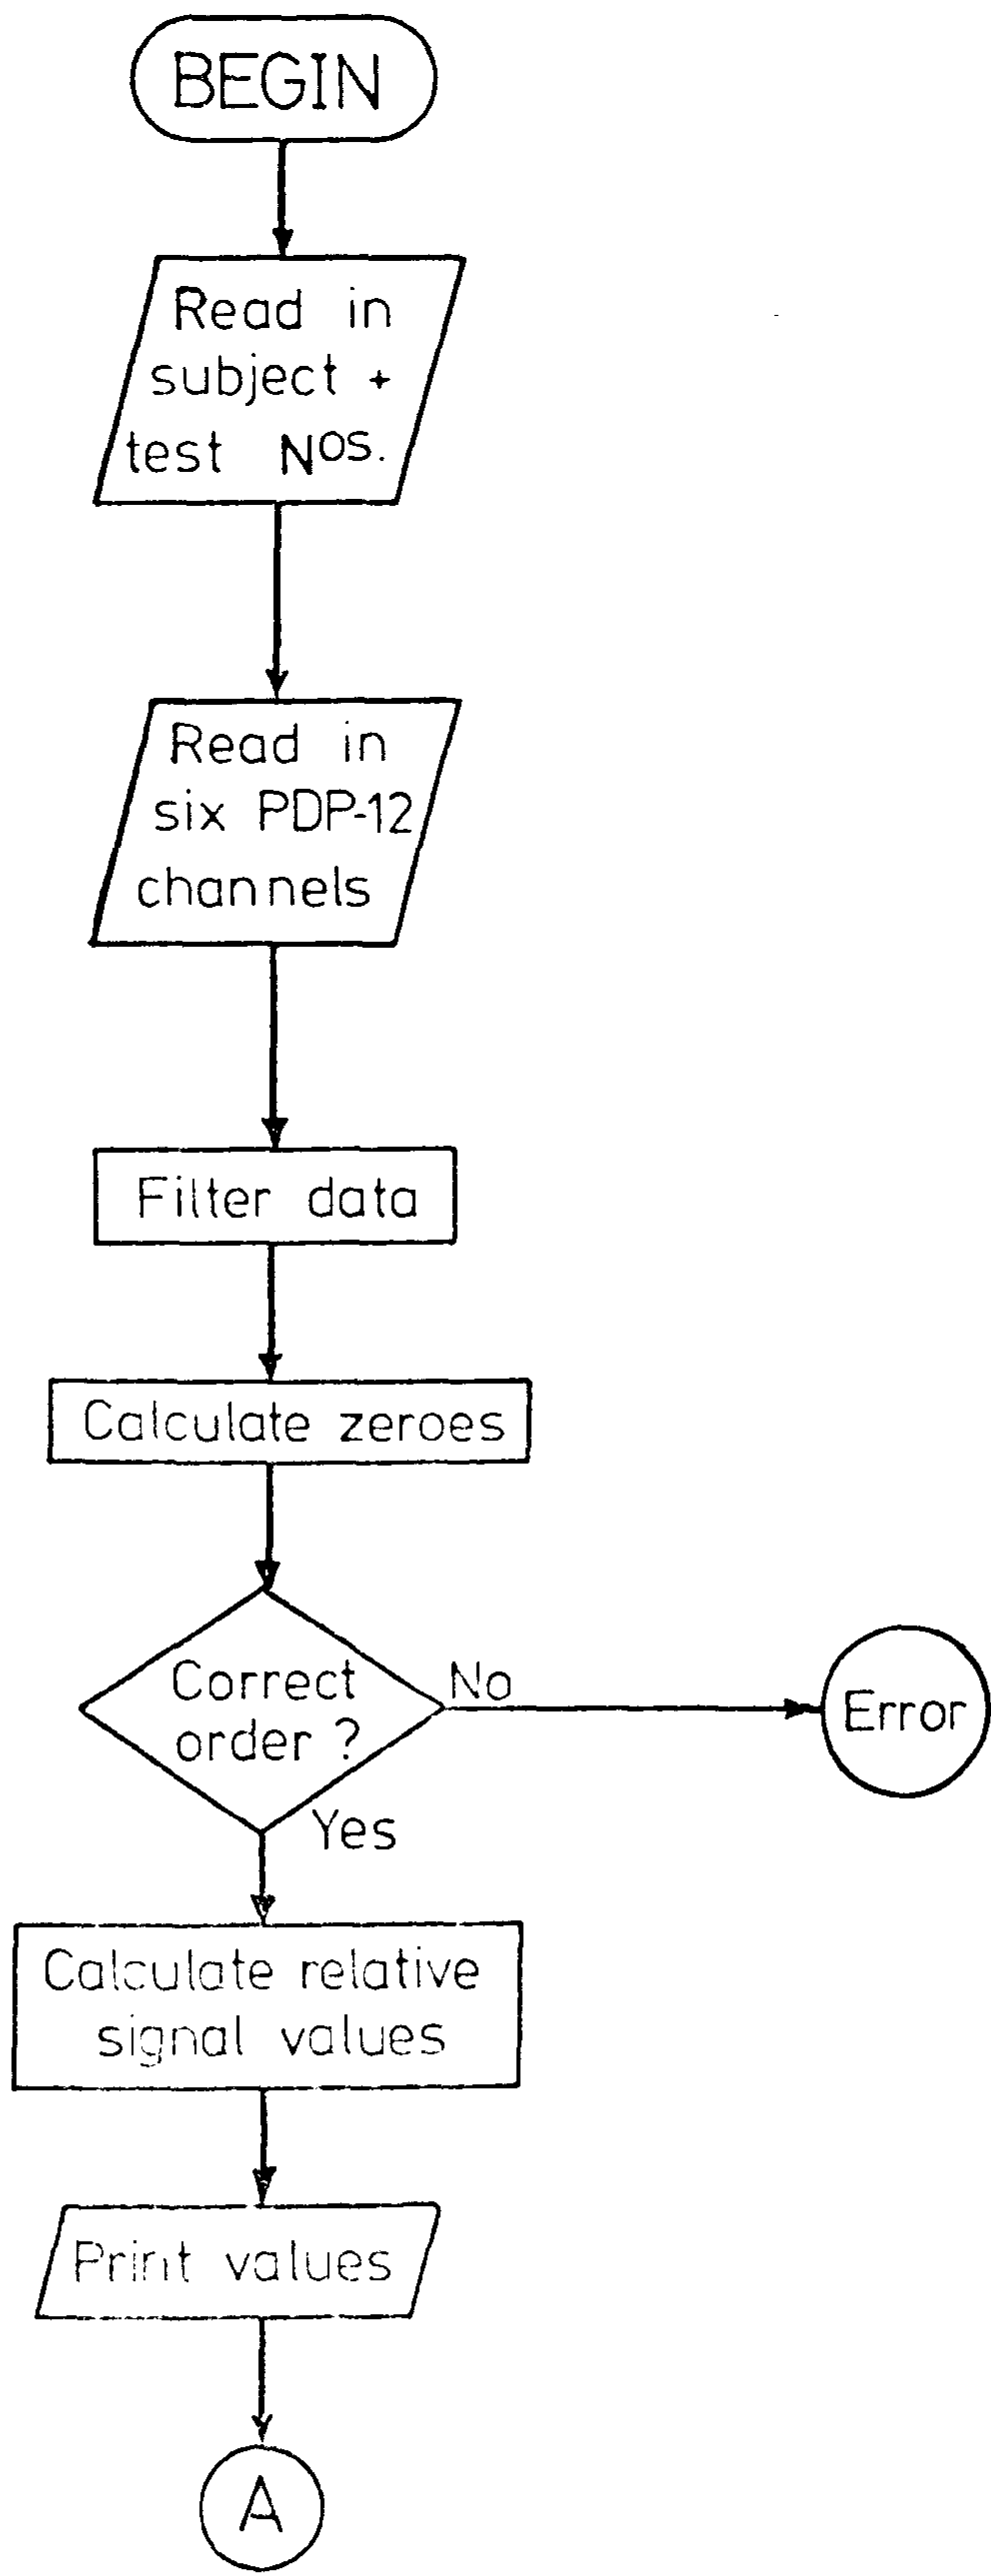 BEGIN
Read in
subject +
test Nos.
Read in
six PDP-12
channels
Filter data
Calculate zeroes
Correct
order ?
No
Error
Yes
Calculate relative
signal values
Print values
A